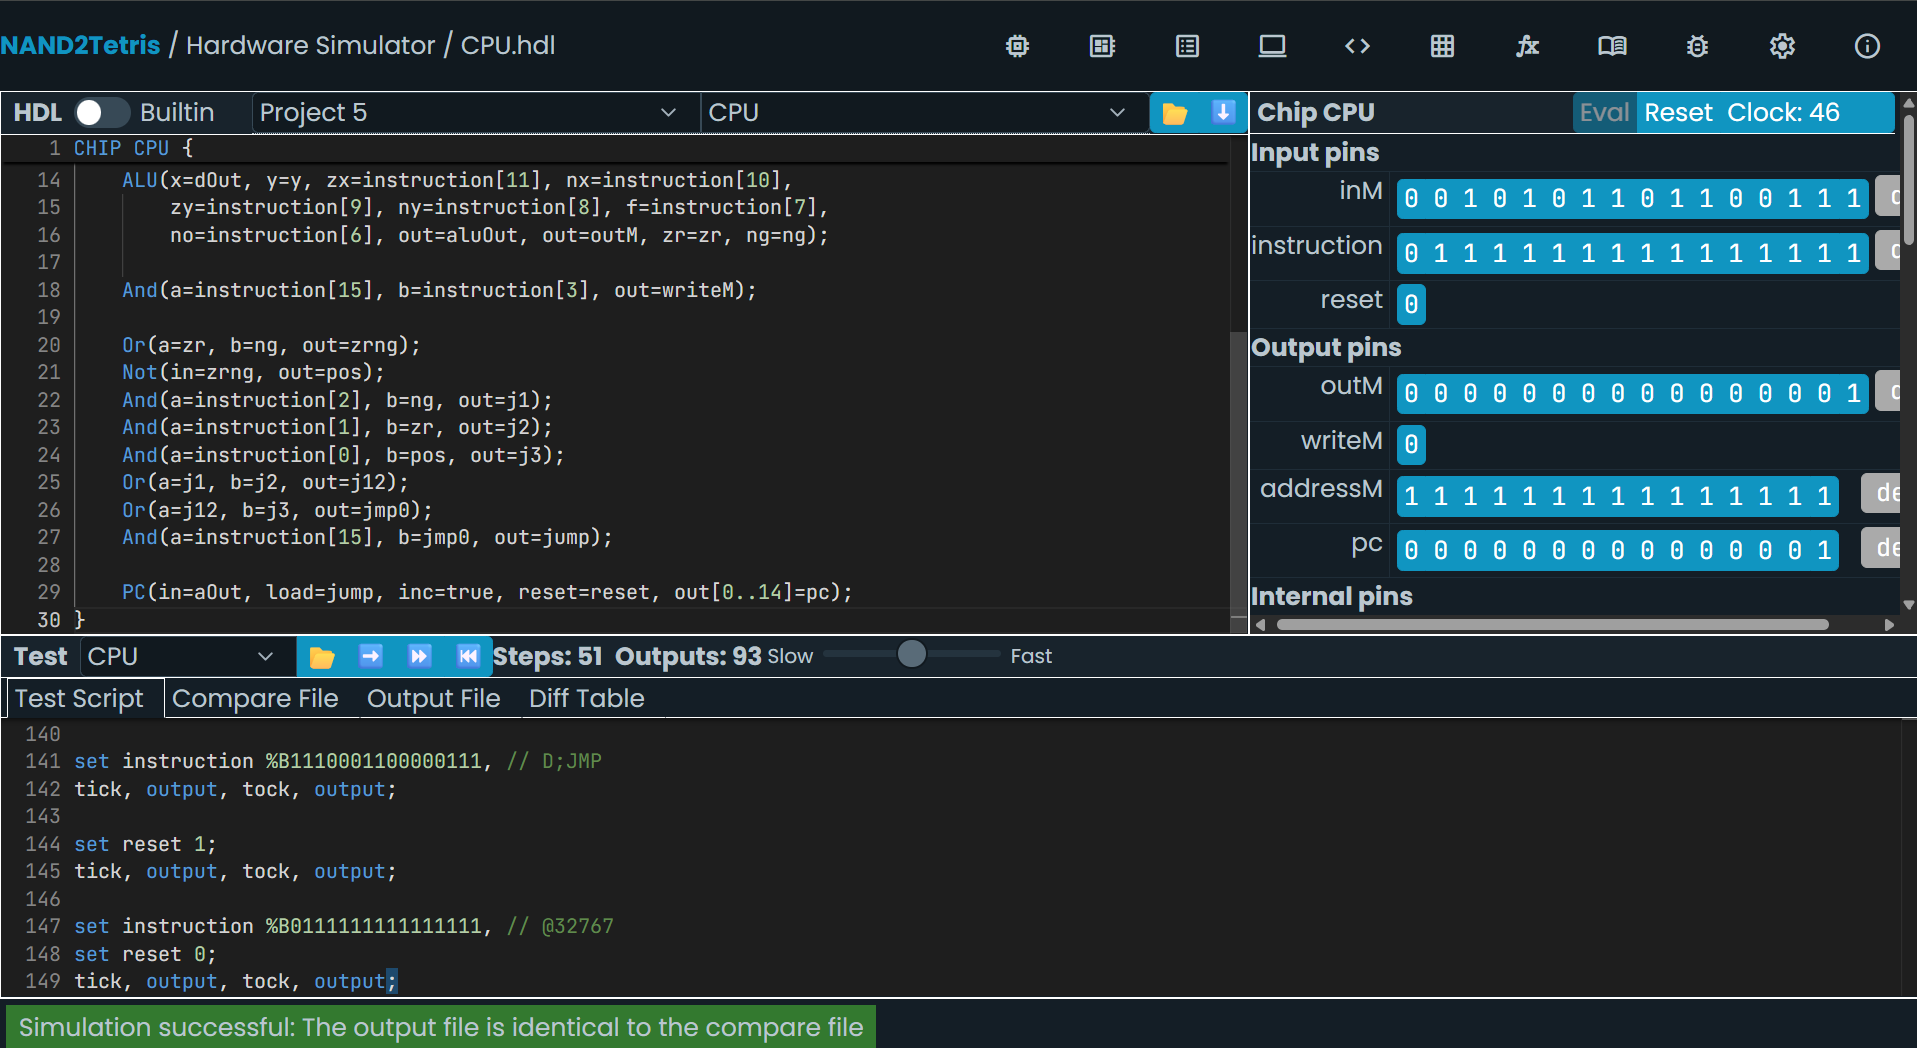 NAND2Tetris / Hardware Simulator / CPU.hdl
HDL Builtin Project 5 CPU
1 CHIP CPU {
14 ALU(x=dOut, y=y, zx=instruction[11], nx=instruction[10],
15 zy=instruction[9], ny=instruction[8], f=instruction[7],
16 no=instruction[6], out=aluOut, out=outM, zr=zr, ng=ng);
17
18 And(a=instruction[15], b=instruction[3], out=writeM);
19
20 Or(a=zr, b=ng, out=zrng);
21 Not(in=zrng, out=pos);
22 And(a=instruction[2], b=ng, out=j1);
23 And(a=instruction[1], b=zr, out=j2);
24 And(a=instruction[0], b=pos, out=j3);
25 Or(a=j1, b=j2, out=j12);
26 Or(a=j12, b=j3, out=jmp0);
27 And(a=instruction[15], b=jmp0, out=jump);
28
29 PC(in=aOut, load=jump, inc=true, reset=reset, out[0..14]=pc);
30 }
Chip CPU Eval Reset Clock: 46
Input pins
inM 0 0 1 0 1 0 1 1 0 1 1 0 0 1 1 1
instruction 0 1 1 1 1 1 1 1 1 1 1 1 1 1 1 1
reset 0
Output pins
outM 0 0 0 0 0 0 0 0 0 0 0 0 0 0 0 1
writeM 0
addressM 1 1 1 1 1 1 1 1 1 1 1 1 1 1 1 de
pc 0 0 0 0 0 0 0 0 0 0 0 0 0 0 1 de
Internal pins
Test CPU Steps: 51 Outputs: 93 Slow Fast
Test Script Compare File Output File Diff Table
140
141 set instruction %B1110001100000111, // D;JMP
142 tick, output, tock, output;
143
144 set reset 1;
145 tick, output, tock, output;
146
147 set instruction %B0111111111111111, // @32767
148 set reset 0;
149 tick, output, tock, output;
Simulation successful: The output file is identical to the compare file